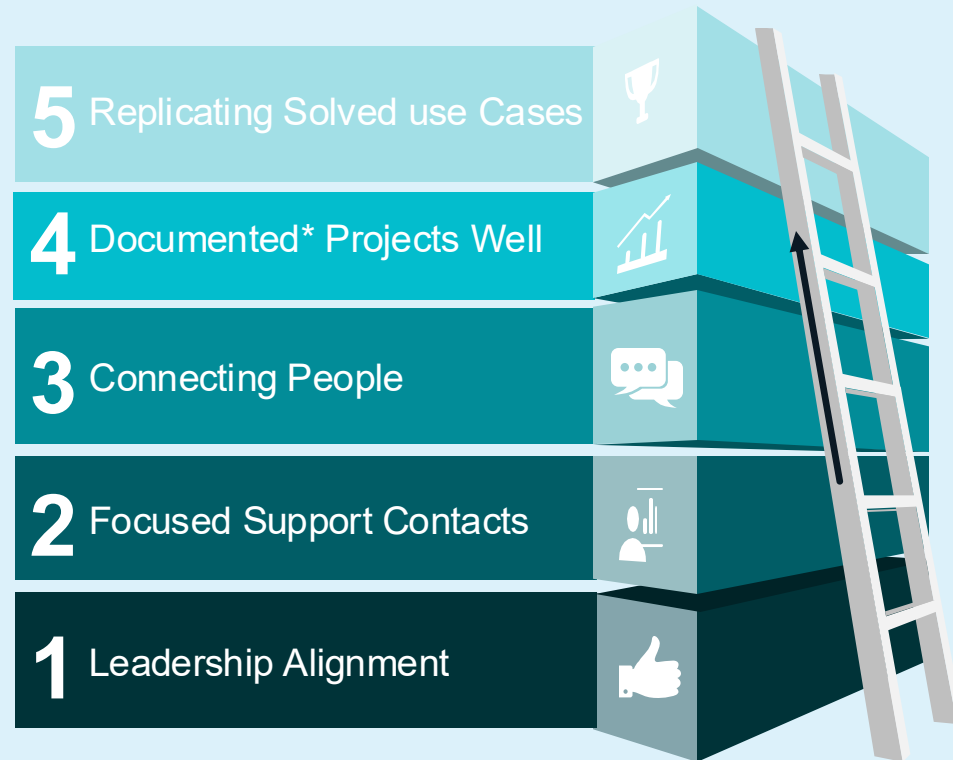 5 Replicating Solved use Cases
4 Documented* Projects Well
3 Connecting People
2 Focused Support Contacts
1 Leadership Alignment